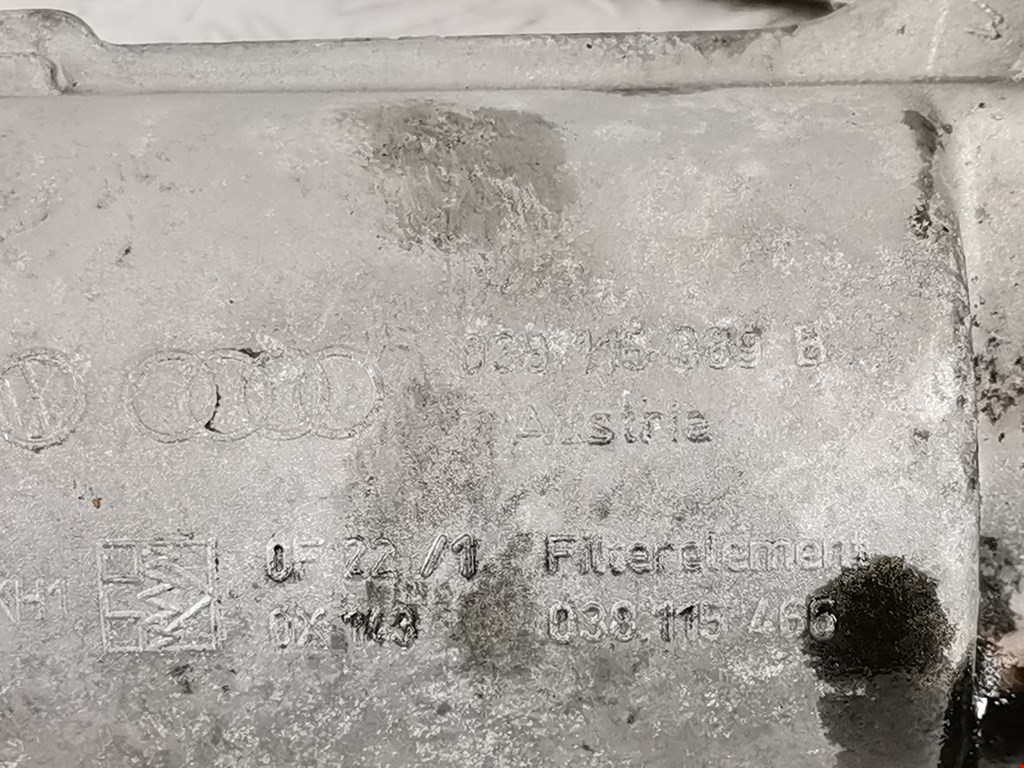 038 115 389 B
Austria
OF 22/1. Filterelement
OX 143 038 115 466